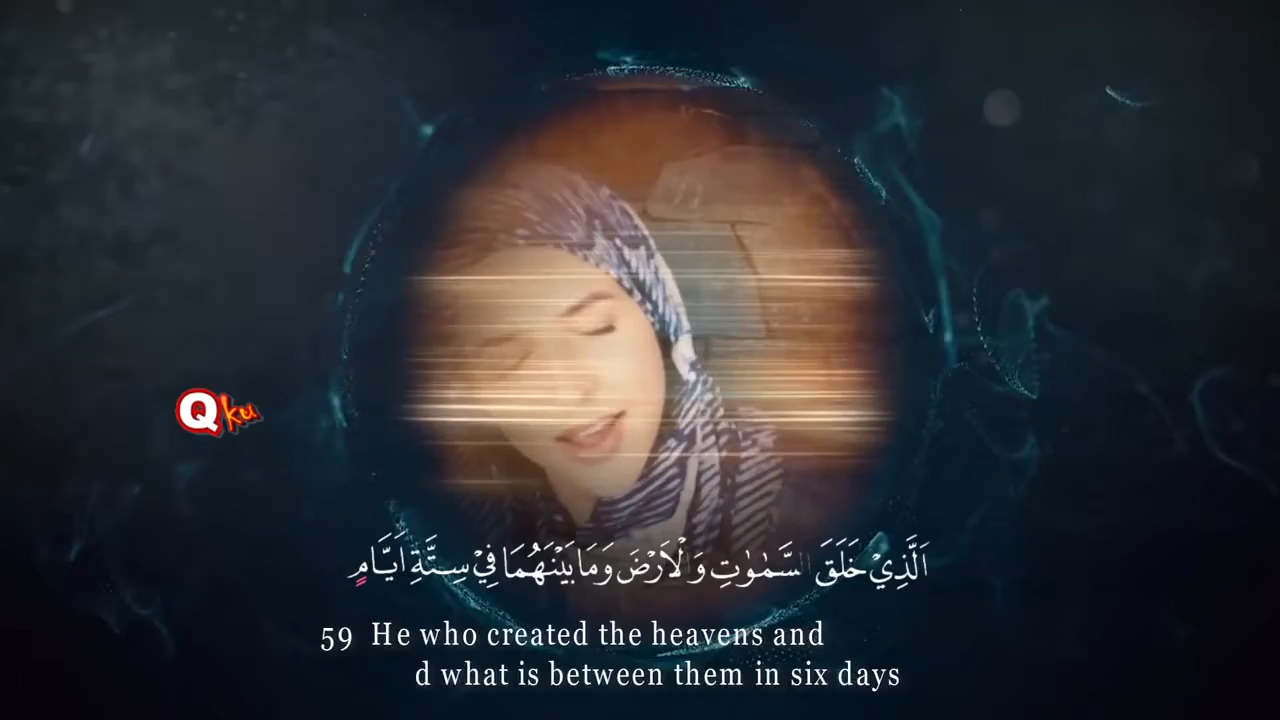 Qku
اَلَّذِيْ خَلَقَ السَّمٰوٰتِ وَالْاَرْضَ وَمَا بَيْنَهُمَا فِيْ سِتَّةِ اَيَّامٍ
59 He who created the heavens and
d what is between them in six days